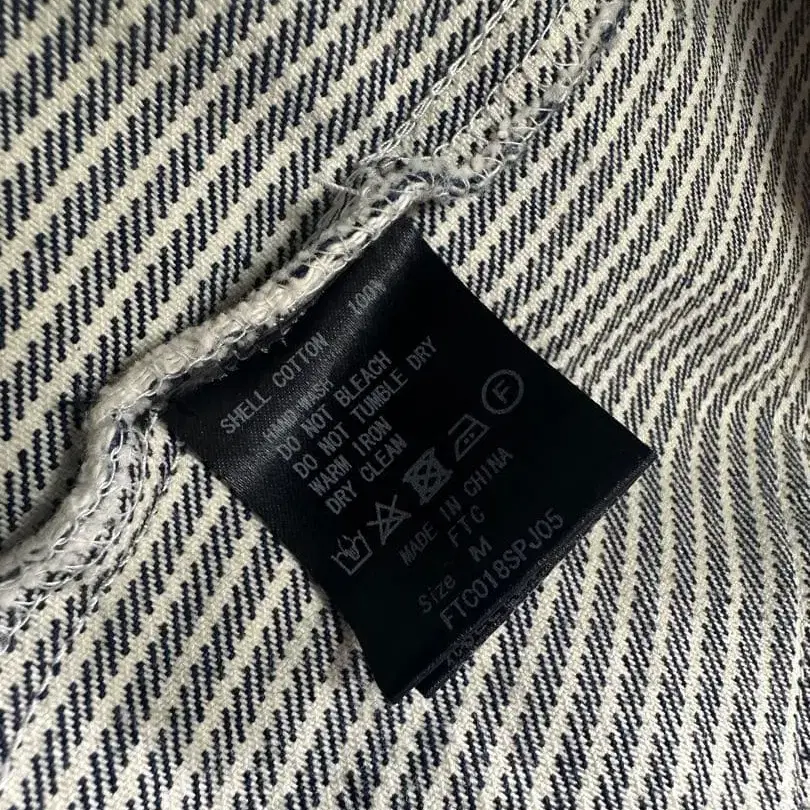 SHELL COTTON 100%
HAND WASH
DO NOT BLEACH
DO NOT TUMBLE DRY
WARM IRON
DRY CLEAN
F
MADE IN CHINA
FTC
Size M
FTC018SPJ05